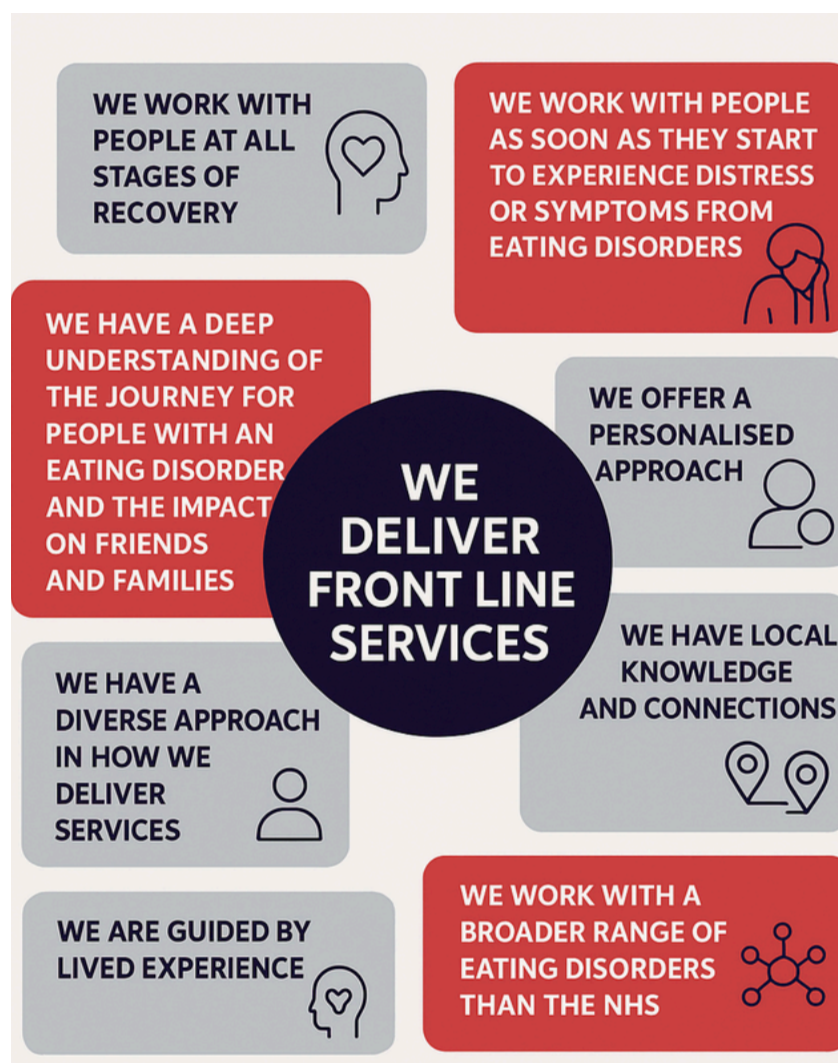 WE WORK WITH
PEOPLE AT ALL
STAGES OF
RECOVERY
WE WORK WITH PEOPLE
AS SOON AS THEY START
TO EXPERIENCE DISTRESS
OR SYMPTOMS FROM
EATING DISORDERS
WE HAVE A DEEP
UNDERSTANDING OF
THE JOURNEY FOR
PEOPLE WITH AN
EATING DISORDER
AND THE IMPACT
ON FRIENDS
AND FAMILIES
WE OFFER A
PERSONALISED
APPROACH
WE
DELIVER
FRONT LINE
SERVICES
WE HAVE LOCAL
KNOWLEDGE
AND CONNECTIONS
WE HAVE A
DIVERSE APPROACH
IN HOW WE
DELIVER
SERVICES
WE ARE GUIDED BY
LIVED EXPERIENCE
WE WORK WITH A
BROADER RANGE OF
EATING DISORDERS
THAN THE NHS